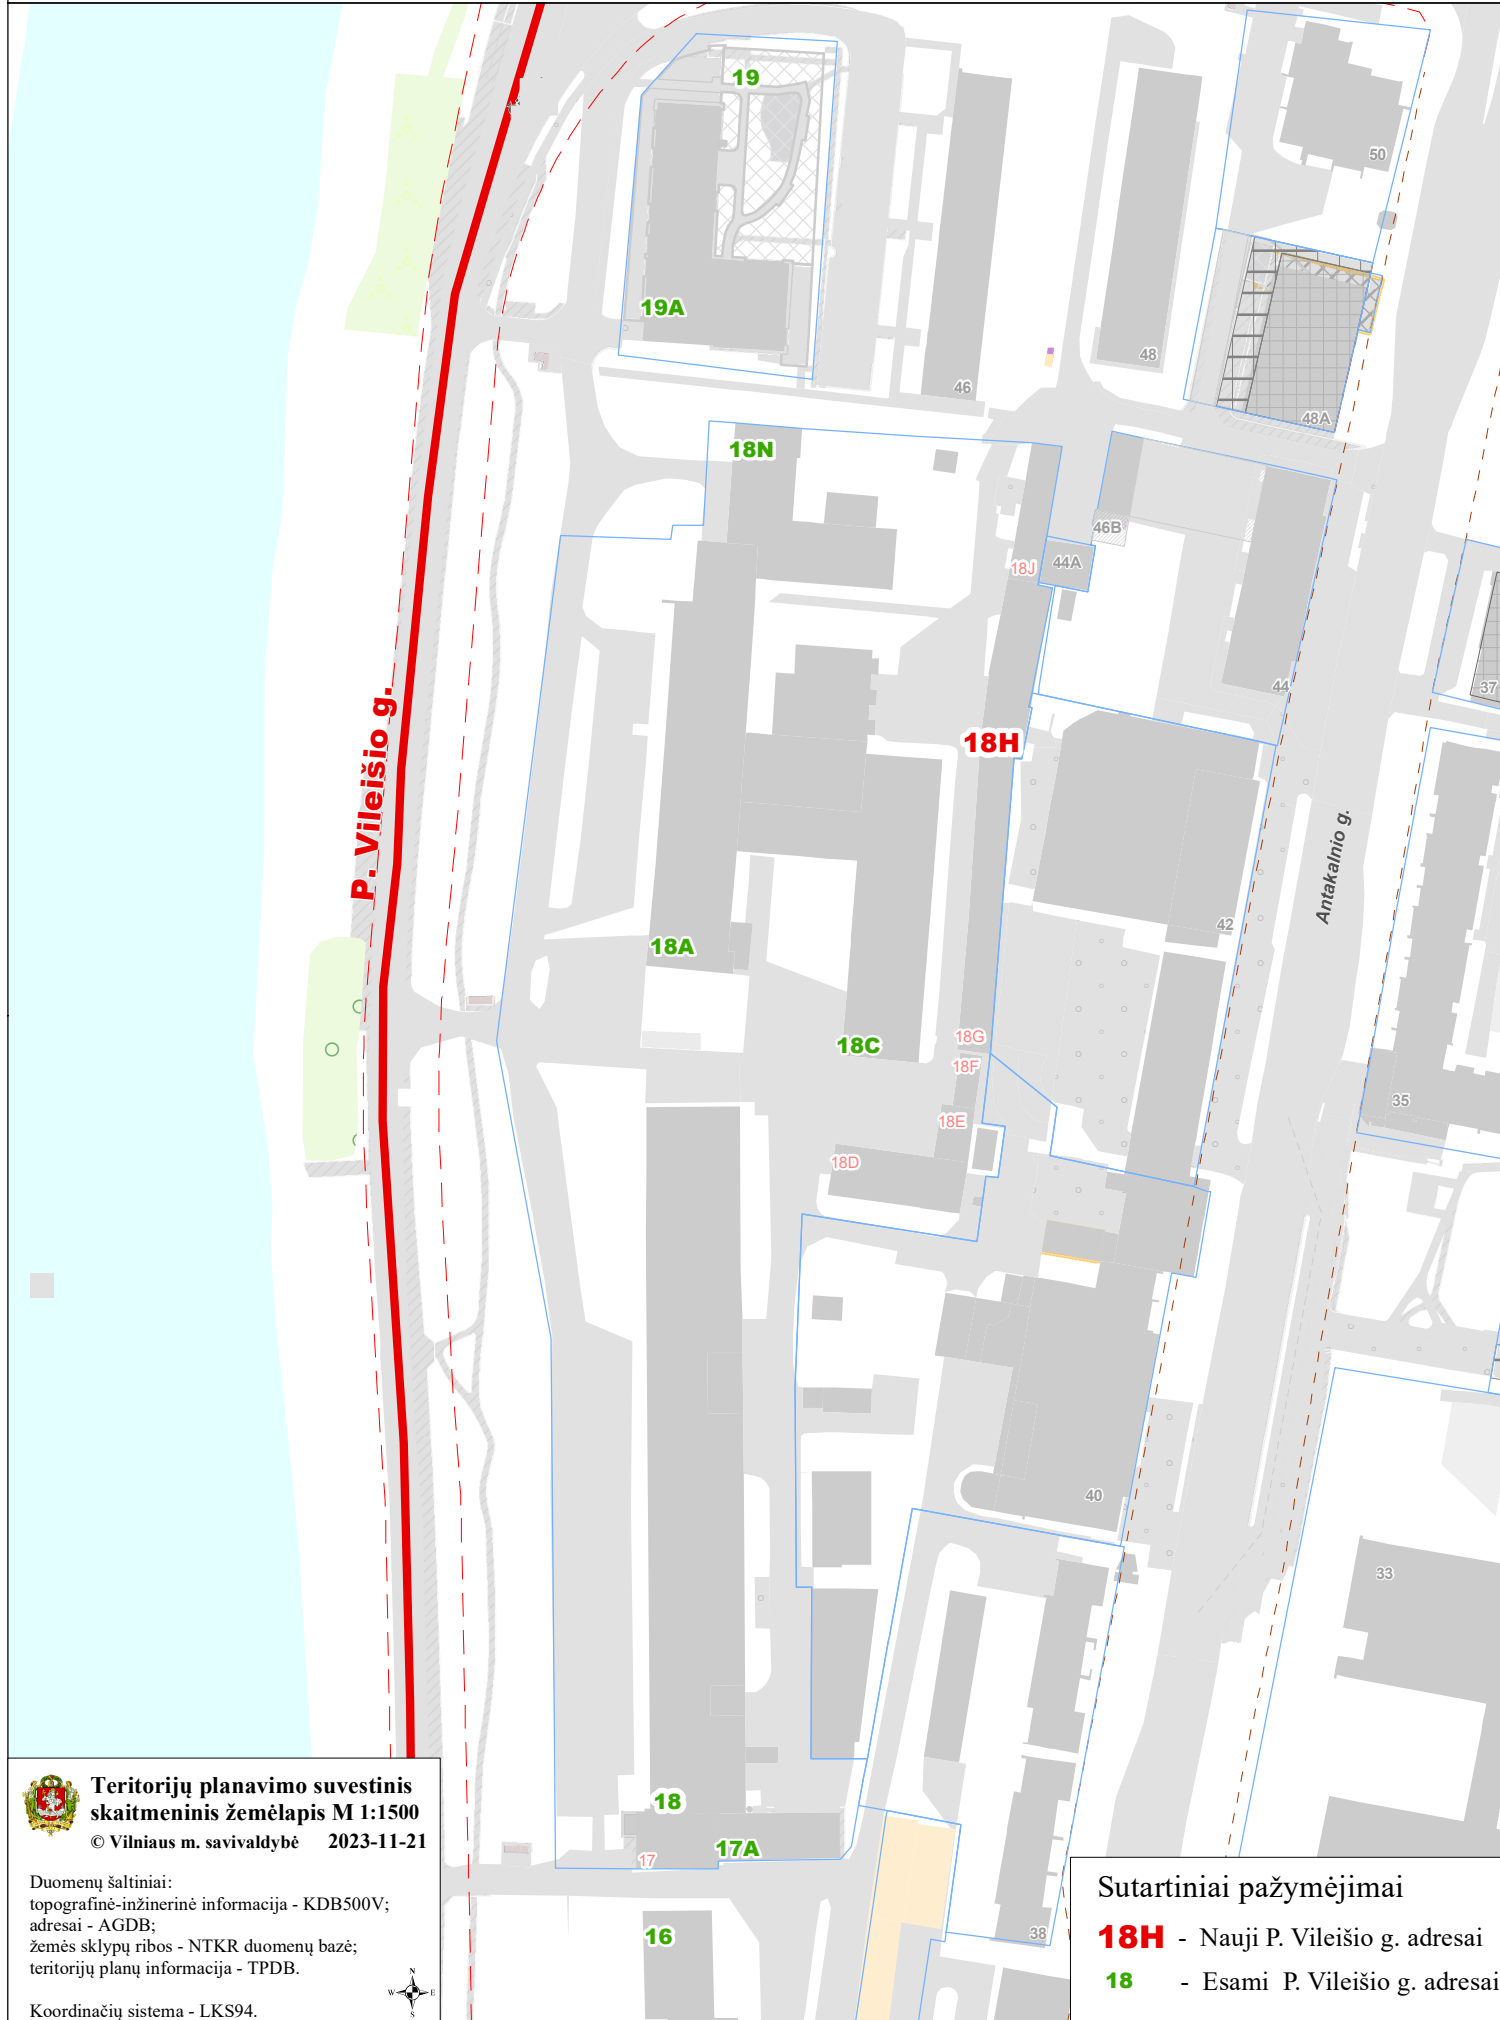 19
50
19A
48
46
48A
18N
46B
44A
18J
44
37
P. Vileišio g.
18H
Antakalnio g.
42
18A
18G
18C
18F
35
18E
18D
40
33
18
17A
17
16
38
Teritorijų planavimo suvestinis
skaitmeninis žemėlapis M 1:1500
© Vilniaus m. savivaldybė 2023-11-21
Duomenų šaltiniai:
topografinė-inžinerinė informacija - KDB500V;
adresai - AGDB;
žemės sklypų ribos - NTKR duomenų bazė;
teritorijų planų informacija - TPDB.
Koordinačių sistema - LKS94.
N
W E
S
Sutartiniai pažymėjimai
18H - Nauji P. Vileišio g. adresai
18 - Esami P. Vileišio g. adresai